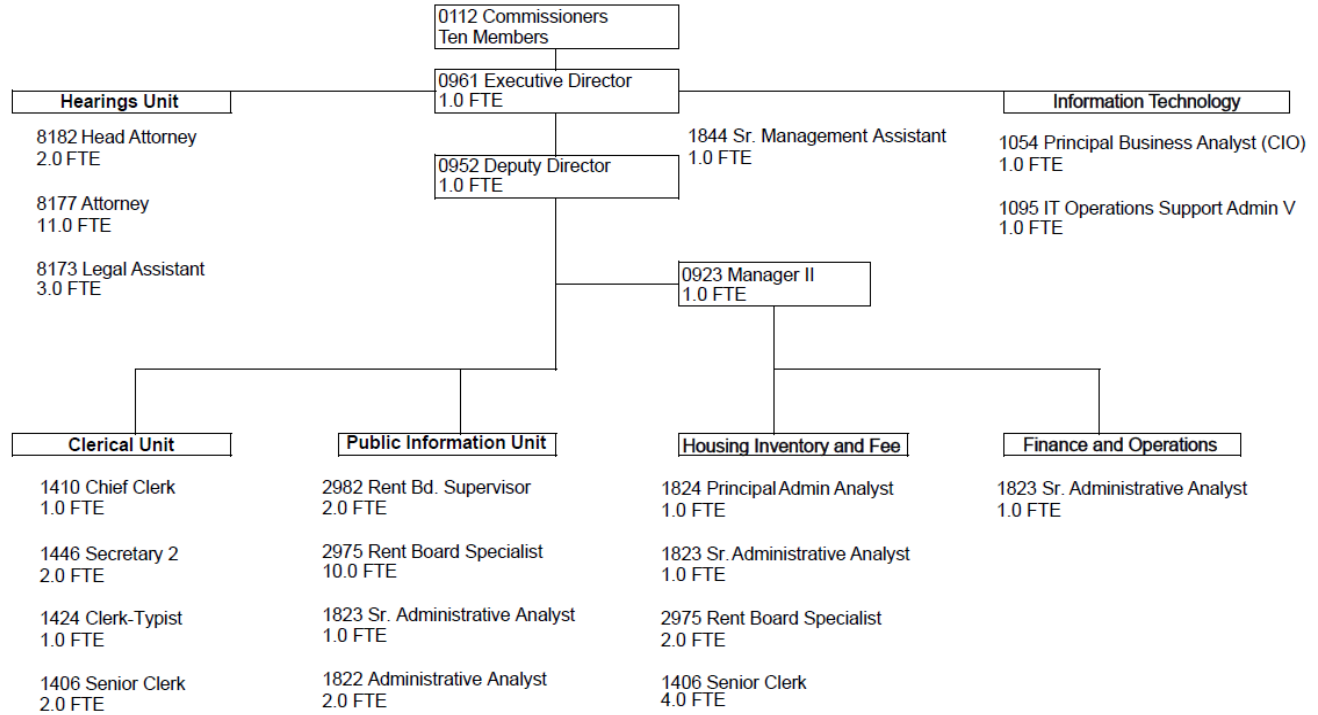 0112 Commissioners
Ten Members
0961 Executive Director
1.0 FTE
Hearings Unit
8182 Head Attorney
2.0 FTE
8177 Attorney
11.0 FTE
8173 Legal Assistant
3.0 FTE
0952 Deputy Director
1.0 FTE
1844 Sr. Management Assistant
1.0 FTE
Information Technology
1054 Principal Business Analyst (CIO)
1.0 FTE
1095 IT Operations Support Admin V
1.0 FTE
0923 Manager II
1.0 FTE
Clerical Unit
1410 Chief Clerk
1.0 FTE
1446 Secretary 2
2.0 FTE
1424 Clerk-Typist
1.0 FTE
1406 Senior Clerk
2.0 FTE
Public Information Unit
2982 Rent Bd. Supervisor
2.0 FTE
2975 Rent Board Specialist
10.0 FTE
1823 Sr. Administrative Analyst
1.0 FTE
1822 Administrative Analyst
2.0 FTE
Housing Inventory and Fee
1824 Principal Admin Analyst
1.0 FTE
1823 Sr. Administrative Analyst
1.0 FTE
2975 Rent Board Specialist
2.0 FTE
1406 Senior Clerk
4.0 FTE
Finance and Operations
1823 Sr. Administrative Analyst
1.0 FTE